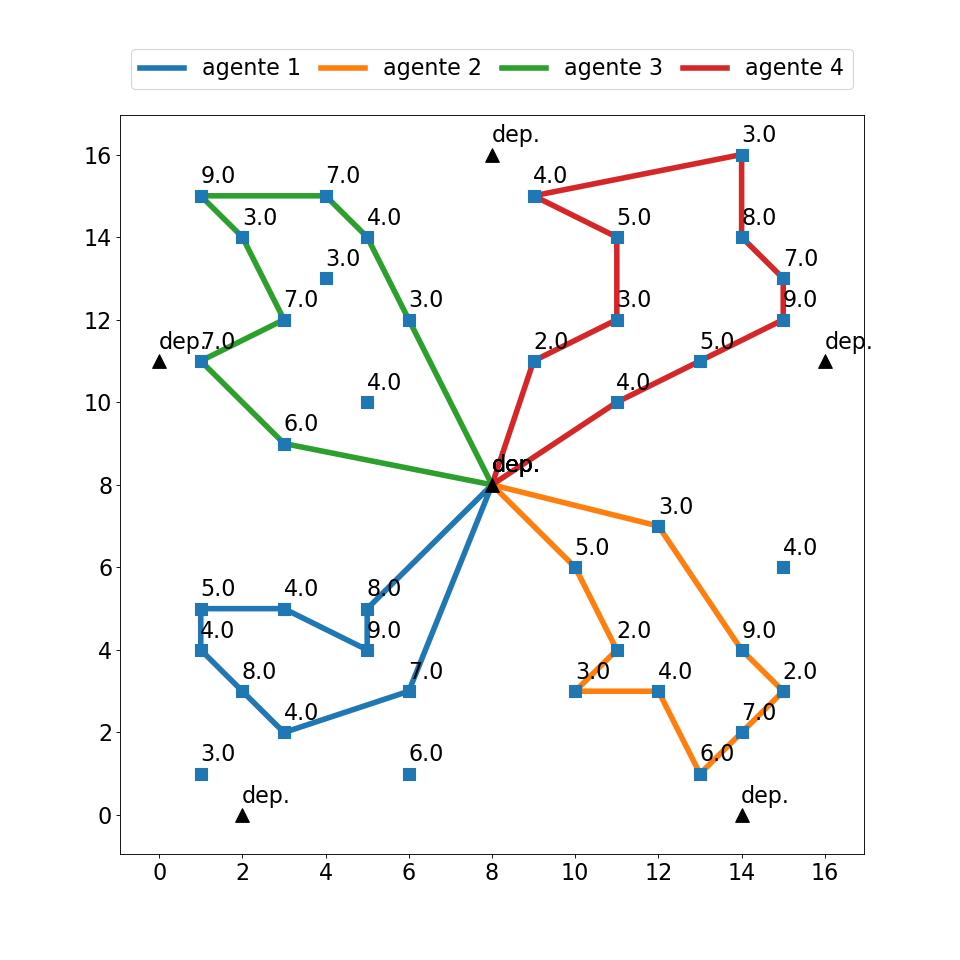 agente 1 agente 2 agente 3 agente 4
dep. 3.0
16
9.0 7.0 4.0
3.0 4.0 5.0 8.0
14
3.0 7.0
7.0 3.0 3.0 9.0
12
dep. 7.0 2.0 5.0 dep.
4.0 4.0
10
6.0
dep. dep.
8
3.0
5.0 4.0
6
5.0 4.0 8.0
4.0 9.0 2.0 9.0
4
8.0 7.0 3.0 4.0 2.0
4.0 7.0
2
3.0 6.0 6.0
dep. dep.
0
0 2 4 6 8 10 12 14 16